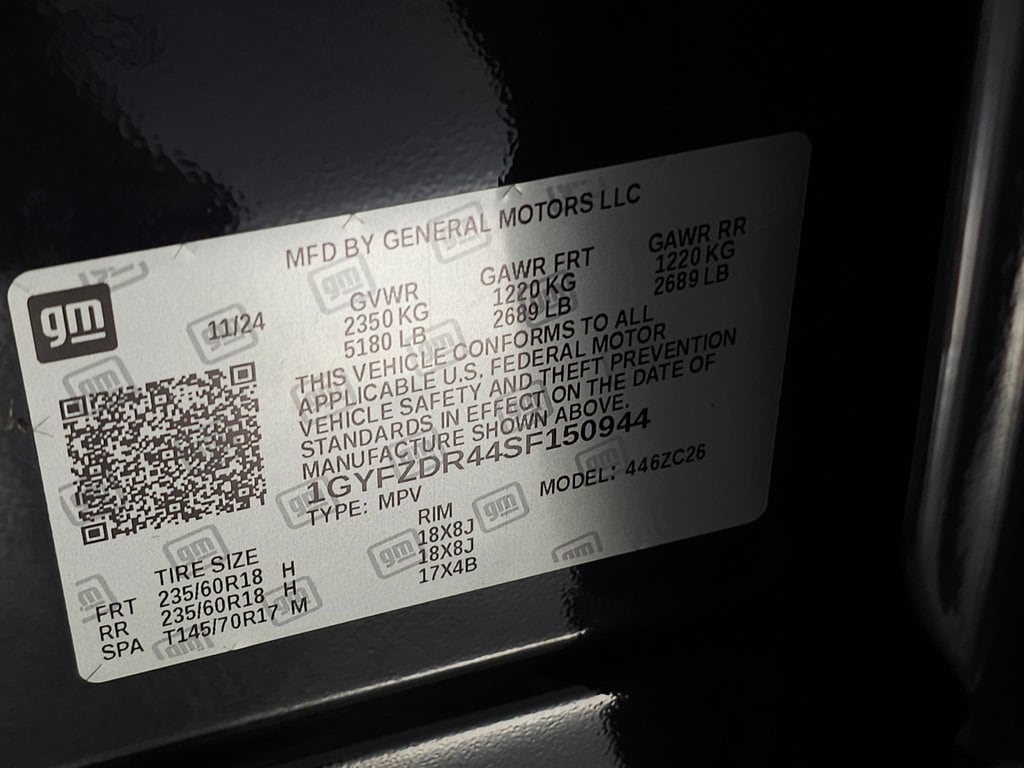 MFD BY GENERAL MOTORS LLC
gm
11/24
GVWR
2350 KG
5180 LB
GAWR FRT
1220 KG
2689 LB
GAWR RR
1220 KG
2689 LB
THIS VEHICLE CONFORMS TO ALL
APPLICABLE U.S. FEDERAL MOTOR
VEHICLE SAFETY AND THEFT PREVENTION
STANDARDS IN EFFECT ON THE DATE OF
MANUFACTURE SHOWN ABOVE.
1GYFZDR44SF150944
TYPE: MPV MODEL: 446ZC26
TIRE SIZE RIM
FRT 235/60R18 H 18X8J
RR 235/60R18 H 18X8J
SPA T145/70R17 M 17X4B